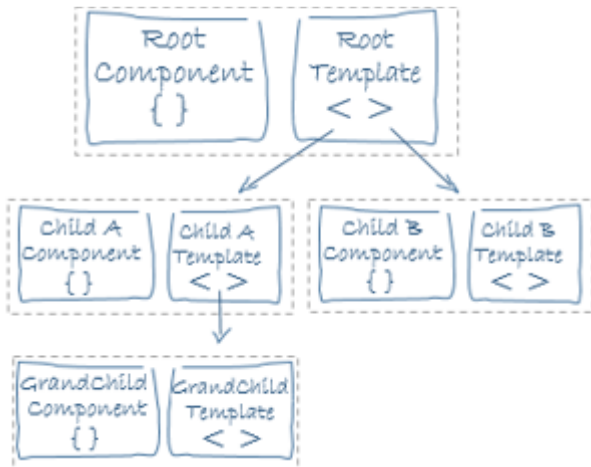 Root
Component
{ }
Root
Template
< >
Child A
Component
{ }
Child A
Template
< >
Child B
Component
{ }
Child B
Template
< >
GrandChild
Component
{ }
GrandChild
Template
< >